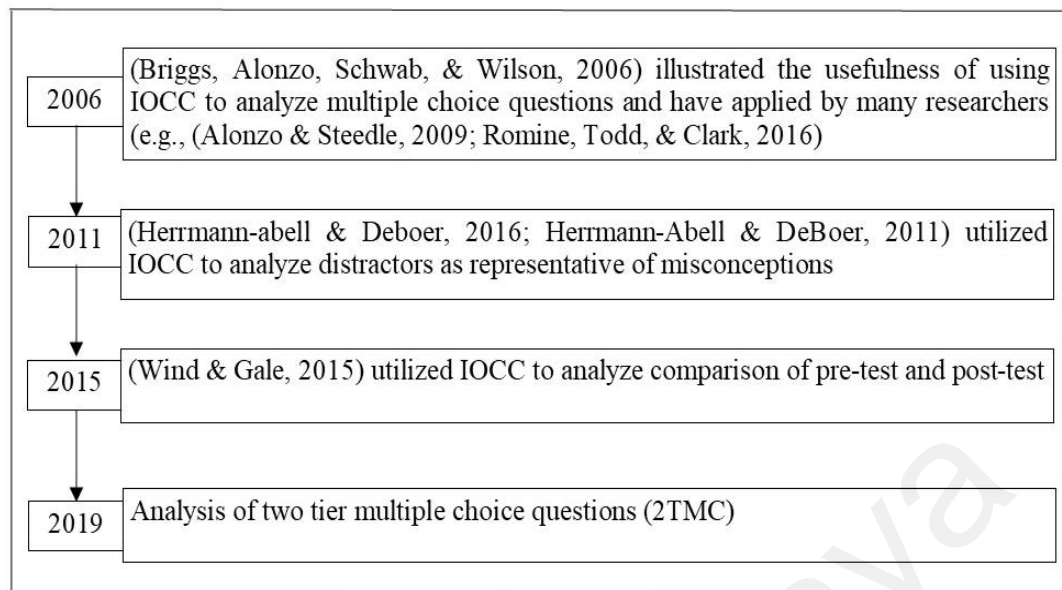 2006
(Briggs, Alonzo, Schwab, & Wilson, 2006) illustrated the usefulness of using
IOCC to analyze multiple choice questions and have applied by many researchers
(e.g., (Alonzo & Steedle, 2009; Romine, Todd, & Clark, 2016)
2011
(Herrmann-abell & Deboer, 2016; Herrmann-Abell & DeBoer, 2011) utilized
IOCC to analyze distractors as representative of misconceptions
2015
(Wind & Gale, 2015) utilized IOCC to analyze comparison of pre-test and post-test
2019
Analysis of two tier multiple choice questions (2TMC)